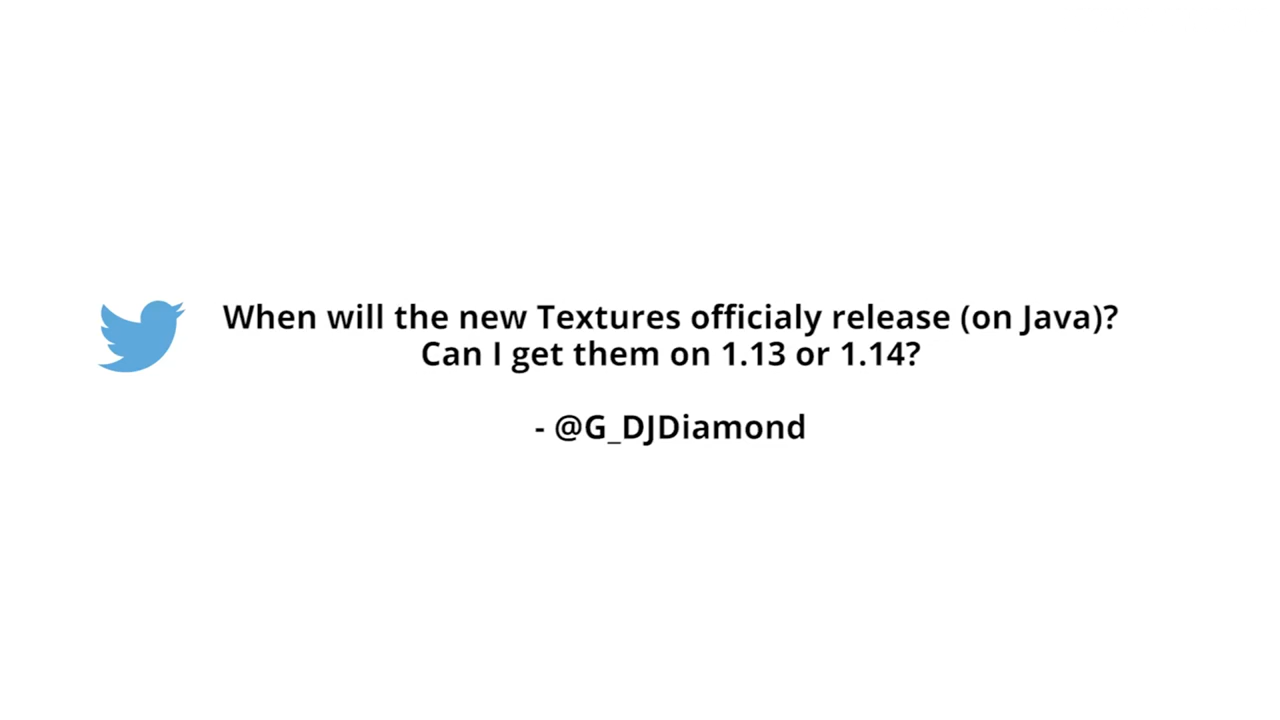 When will the new Textures officialy release (on Java)?
Can I get them on 1.13 or 1.14?
- @G_DJDiamond